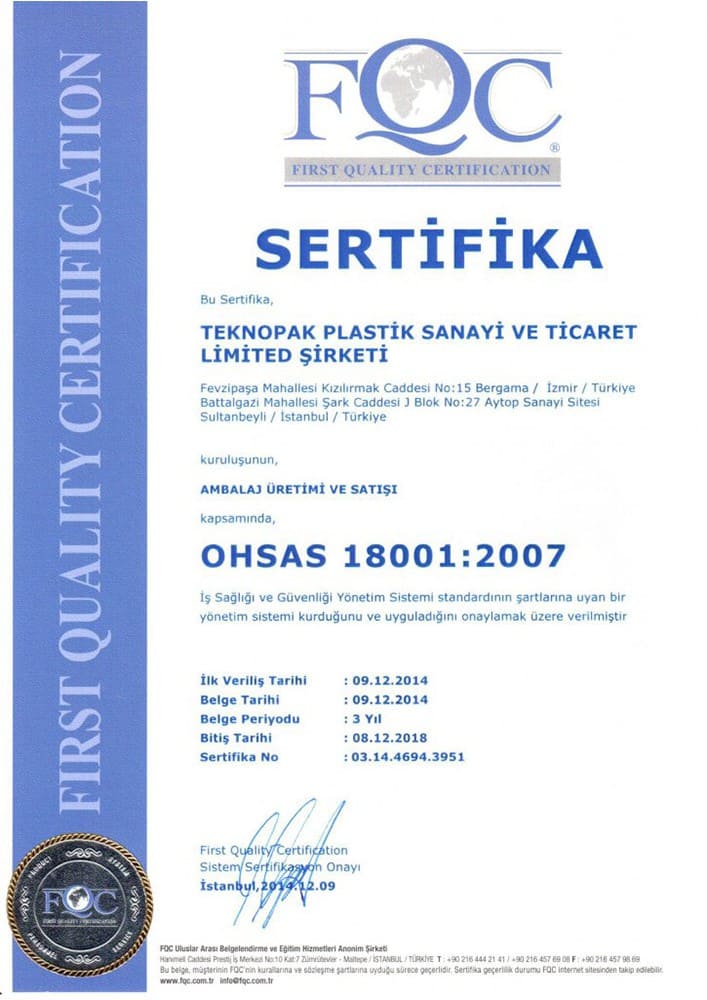 FIRST QUALITY CERTIFICATION
FQC
®
FIRST QUALITY CERTIFICATION
SERTİFİKA
Bu Sertifika,
TEKNOPAK PLASTİK SANAYİ VE TİCARET
LİMİTED ŞİRKETİ
Fevzipaşa Mahallesi Kızılırmak Caddesi No:15 Bergama / İzmir / Türkiye
Battalgazi Mahallesi Şark Caddesi J Blok No:27 Aytop Sanayi Sitesi
Sultanbeyli / İstanbul / Türkiye
kuruluşunun,
AMBALAJ ÜRETİMİ VE SATIŞI
kapsamında,
OHSAS 18001:2007
İş Sağlığı ve Güvenliği Yönetim Sistemi standardının şartlarına uyan bir
yönetim sistemi kurduğunu ve uyguladığını onaylamak üzere verilmiştir
İlk Veriliş Tarihi : 09.12.2014
Belge Tarihi : 09.12.2014
Belge Periyodu : 3 Yıl
Bitiş Tarihi : 08.12.2018
Sertifika No : 03.14.4694.3951
First Quality Certification
Sistem Sertifikasyon Onayı
İstanbul,2014.12.09
PRODUCT
SYSTEM
FQC
FIRST QUALITY CERTIFICATION
PERSONNEL
SERVICE
FQC Uluslar Arası Belgelendirme ve Eğitim Hizmetleri Anonim Şirketi
Hanımeli Caddesi Prestij İş Merkezi No:10 Kat:7 Zümrütevler - Maltepe / İSTANBUL / TÜRKİYE T : +90 216 444 21 41 / +90 216 457 69 08 F : +90 216 457 98 69
Bu belge, müşterinin FQC'nin kurallarına ve sözleşme şartlarına uyduğu sürece geçerlidir. Sertifika geçerlilik durumu FQC internet sitesinden takip edilebilir.
www.fqc.com.tr info@fqc.com.tr